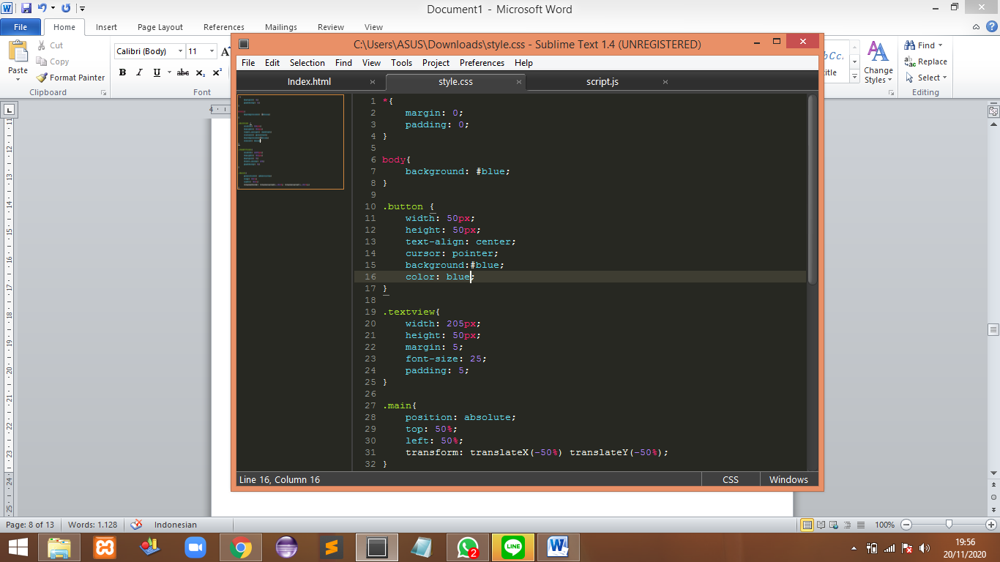 Document1 - Microsoft Word
File Home Insert Page Layout References Mailings Review View
Cut
Copy
Format Painter
Paste
Clipboard
Calibri (Body) 11
B I U abc x₂ x²
Font
Change Styles
Find
Replace
Select
Editing
C:\Users\ASUS\Downloads\style.css - Sublime Text 1.4 (UNREGISTERED)
File Edit Selection Find View Tools Project Preferences Help
Index.html style.css script.js
1 *{
2 margin: 0;
3 padding: 0;
4 }
5
6 body{
7 background: #blue;
8 }
9
10 .button {
11 width: 50px;
12 height: 50px;
13 text-align: center;
14 cursor: pointer;
15 background:#blue;
16 color: blue;
17 }
18
19 .textview{
20 width: 205px;
21 height: 50px;
22 margin: 5;
23 font-size: 25;
24 padding: 5;
25 }
26
27 .main{
28 position: absolute;
29 top: 50%;
30 left: 50%;
31 transform: translateX(-50%) translateY(-50%);
32 }
Line 16, Column 16 CSS Windows
Page: 8 of 13 Words: 1.128 Indonesian 100%
2 LINE
19:56
20/11/2020